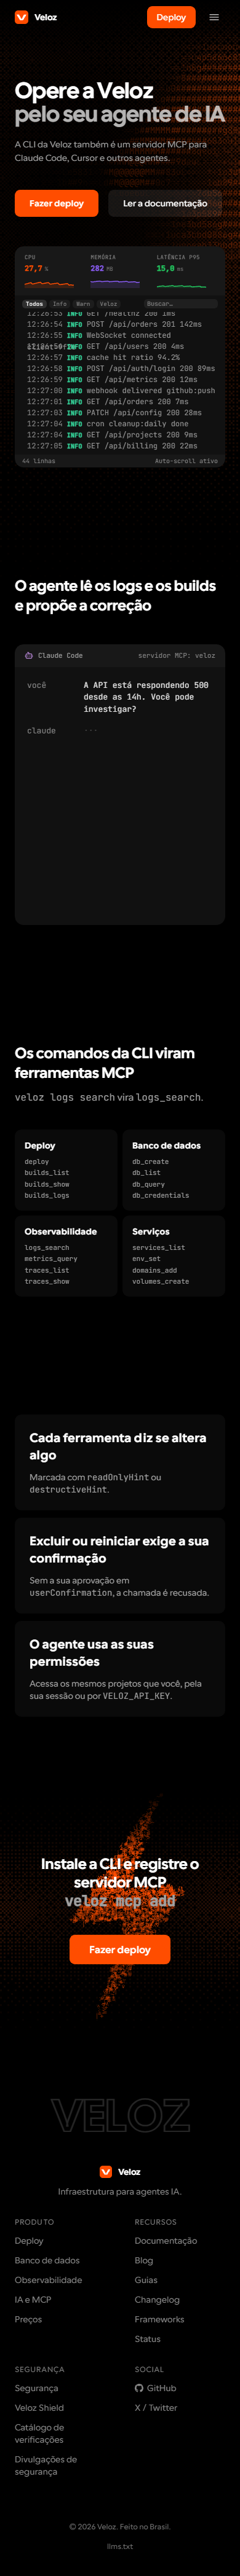 Veloz
Deploy
Opere a Veloz
pelo seu agente de IA
A CLI da Veloz também é um servidor MCP para
Claude Code, Cursor e outros agentes.
Fazer deploy
Ler a documentação
CPU
27,7 %
MEMÓRIA
282 MB
LATÊNCIA P95
15,0 ms
Todos Info Warn Veloz
Buscar…
12:26:53 INFO GET /healthz 200 1ms
12:26:54 INFO POST /api/orders 201 142ms
12:26:55 INFO WebSocket connected
INFO GET /api/users 200 4ms
12:26:57 INFO cache hit ratio 94.2%
12:26:58 INFO POST /api/auth/login 200 89ms
12:26:59 INFO GET /api/metrics 200 12ms
12:27:00 INFO webhook delivered github:push
12:27:01 INFO GET /api/orders 200 7ms
12:27:03 INFO PATCH /api/config 200 28ms
12:27:04 INFO cron cleanup:daily done
12:27:04 INFO GET /api/projects 200 9ms
12:27:05 INFO GET /api/billing 200 22ms
44 linhas
Auto-scroll ativo
O agente lê os logs e os builds
e propõe a correção
Claude Code
servidor MCP: veloz
você
A API está respondendo 500
desde as 14h. Você pode
investigar?
claude
...
Os comandos da CLI viram
ferramentas MCP
veloz logs search vira logs_search.
Deploy
deploy
builds_list
builds_show
builds_logs
Banco de dados
db_create
db_list
db_query
db_credentials
Observabilidade
logs_search
metrics_query
traces_list
traces_show
Serviços
services_list
env_set
domains_add
volumes_create
Cada ferramenta diz se altera
algo
Marcada com readOnlyHint ou
destructiveHint.
Excluir ou reiniciar exige a sua
confirmação
Sem a sua aprovação em
userConfirmation, a chamada é recusada.
O agente usa as suas
permissões
Acessa os mesmos projetos que você, pela
sua sessão ou por VELOZ_API_KEY.
Instale a CLI e registre o
servidor MCP
veloz mcp add
Fazer deploy
VELOZ
Veloz
Infraestrutura para agentes IA.
PRODUTO
Deploy
Banco de dados
Observabilidade
IA e MCP
Preços
RECURSOS
Documentação
Blog
Guias
Changelog
Frameworks
Status
SEGURANÇA
Segurança
Veloz Shield
Catálogo de
verificações
Divulgações de
segurança
SOCIAL
GitHub
X / Twitter
© 2026 Veloz. Feito no Brasil.
llms.txt